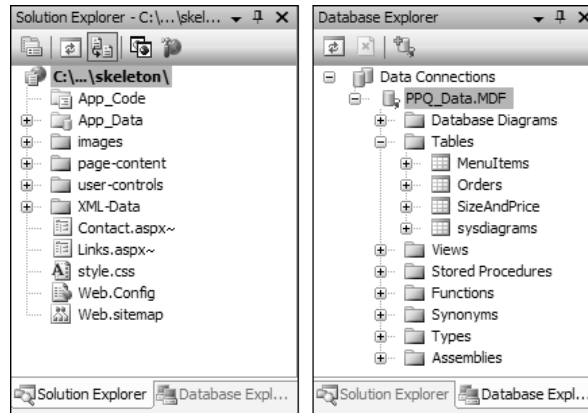 Solution Explorer - C:\...\skel...
C:\...\skeleton\
App_Code
App_Data
images
page-content
user-controls
XML-Data
Contact.aspx~
Links.aspx~
style.css
Web.Config
Web.sitemap
Solution Explorer
Database Expl...
Database Explorer
Data Connections
PPQ_Data.MDF
Database Diagrams
Tables
MenuItems
Orders
SizeAndPrice
sysdiagrams
Views
Stored Procedures
Functions
Synonyms
Types
Assemblies
Solution Explorer
Database Expl...